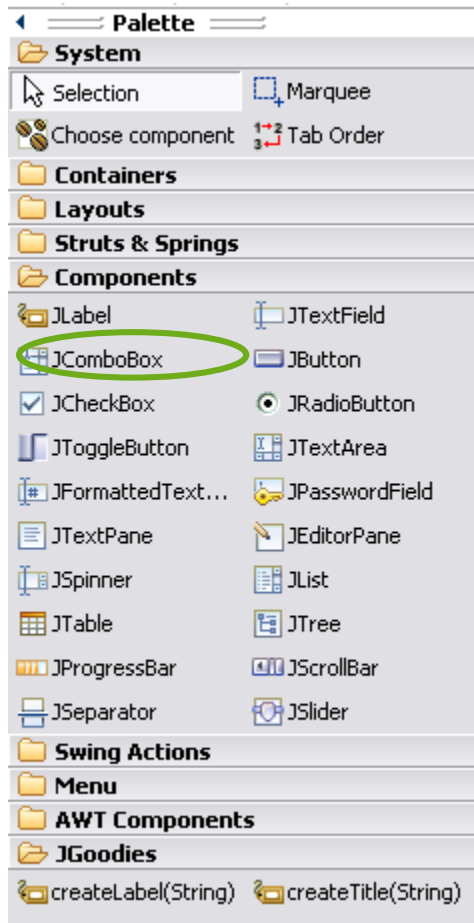 Palette
System
Selection Marquee
Choose component Tab Order
Containers
Layouts
Struts & Springs
Components
JLabel JTextField
JComboBox JButton
JCheckBox JRadioButton
JToggleButton JTextArea
JFormattedText... JPasswordField
JTextPane JEditorPane
JSpinner JList
JTable JTree
JProgressBar JScrollBar
JSeparator JSlider
Swing Actions
Menu
AWT Components
JGoodies
createLabel(String) createTitle(String)